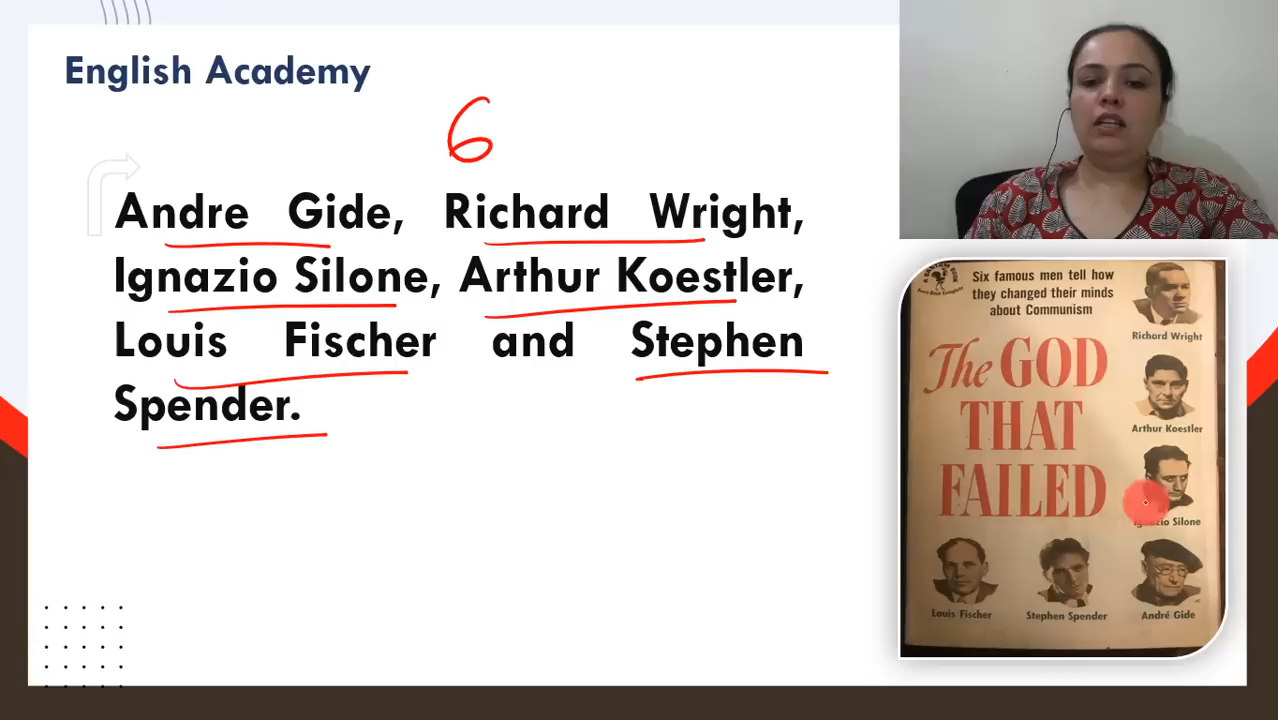 English Academy
6
Andre Gide, Richard Wright,
Ignazio Silone, Arthur Koestler,
Louis Fischer and Stephen
Spender.
Six famous men tell how
they changed their minds
about Communism
Richard Wright
The GOD
THAT
FAILED
Arthur Koestler
Ignazio Silone
Louis Fischer
Stephen Spender
André Gide